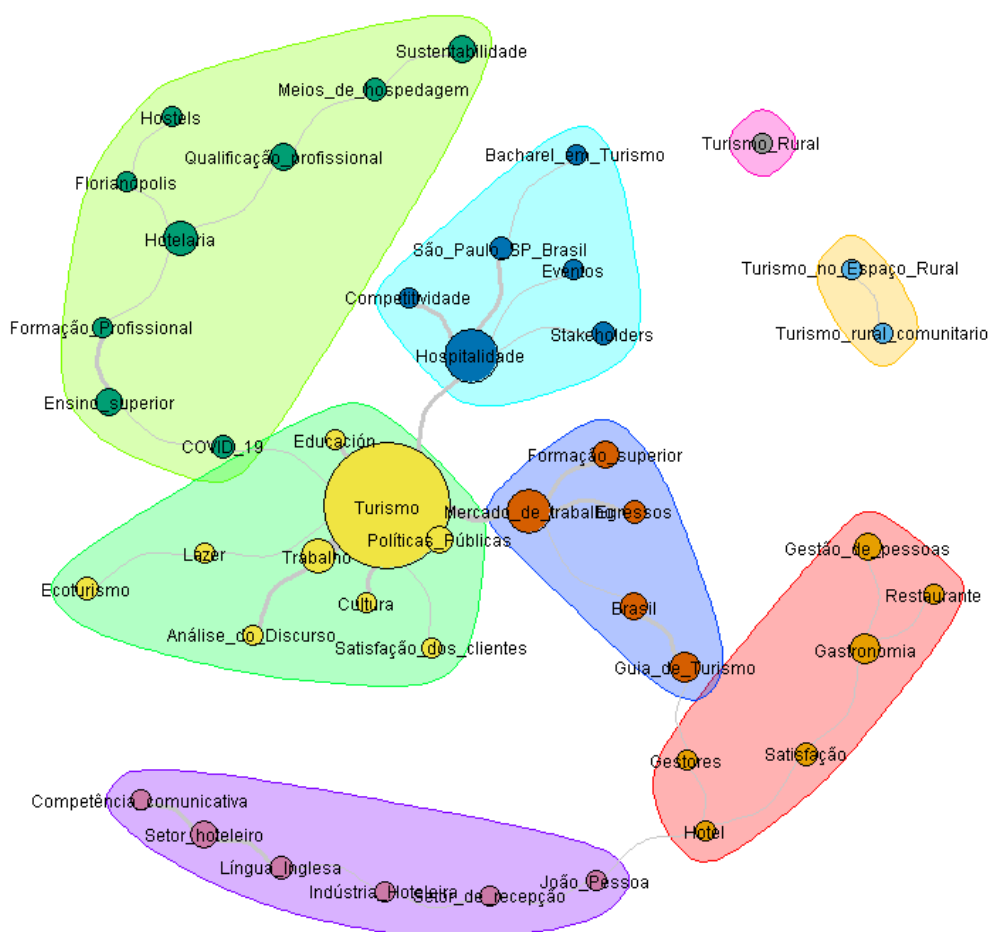 Sustentabilidade
Meios_de_hospedagem
Hostels
Qualificação_profissional
Florianópolis
Hotelaria
Formação_Profissional
Ensino_superior
COVID_19
Bacharel_em_Turismo
São_Paulo_SP_Brasil
Eventos
Competitividade
Stakeholders
Hospitalidade
Turismo_Rural
Turismo_no_Espaço_Rural
Turismo_rural_comunitario
Educación
Turismo
Políticas_Públicas
Trabalho
Lazer
Ecoturismo
Cultura
Análise_do_Discurso
Satisfação_dos_clientes
Formação_superior
Mercado_de_trabalho
Egressos
Brasil
Guia_de_Turismo
Gestão_de_pessoas
Restaurante
Gastronomia
Satisfação
Gestores
Hotel
Competência_comunicativa
Setor_hoteleiro
Língua_Inglesa
Indústria_Hoteleira
Setor_de_recepção
João_Pessoa